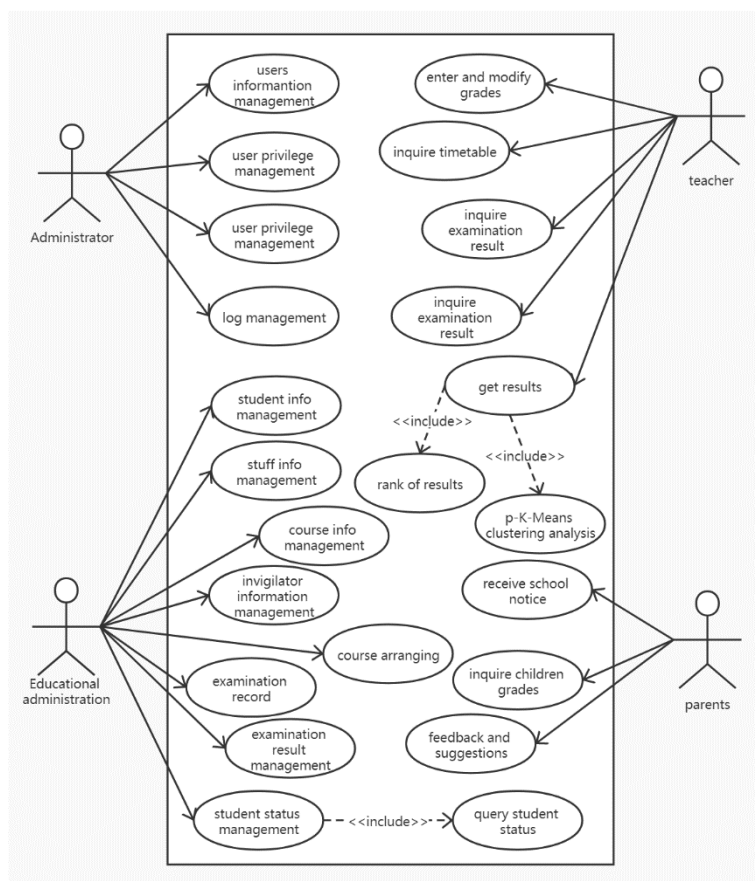 users
informantion
management
enter and modify
grades
user privilege
management
inquire timetable
teacher
Administrator
user privilege
management
inquire
examination
result
log management
inquire
examination
result
get results
student info
management
<<include>>
<<include>>
stuff info
management
rank of results
p-K-Means
clustering analysis
course info
management
invigilator
information
management
receive school
notice
course arranging
Educational
administration
examination
record
inquire children
grades
parents
examination
result
management
feedback and
suggestions
student status
management
<<include>>
query student
status